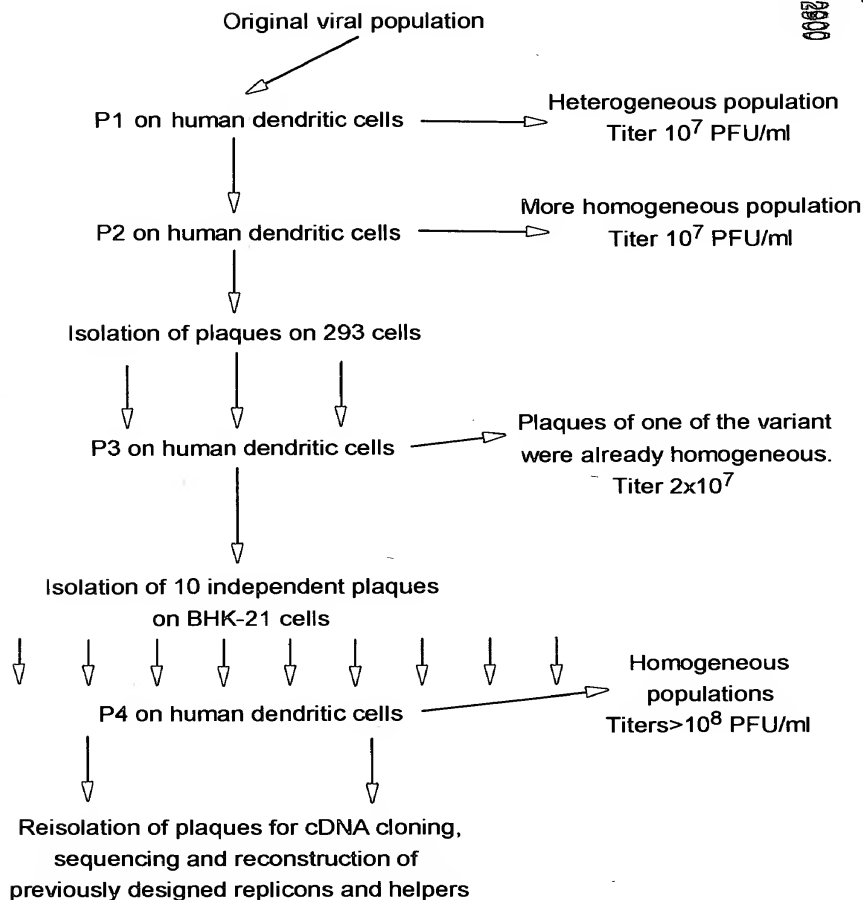 Original viral population
P1 on human dendritic cells
Heterogeneous population
Titer 10⁷ PFU/ml
P2 on human dendritic cells
More homogeneous population
Titer 10⁷ PFU/ml
Isolation of plaques on 293 cells
P3 on human dendritic cells
Plaques of one of the variant
were already homogeneous.
Titer 2x10⁷
Isolation of 10 independent plaques
on BHK-21 cells
P4 on human dendritic cells
Homogeneous
populations
Titers>10⁸ PFU/ml
Reisolation of plaques for cDNA cloning,
sequencing and reconstruction of
previously designed replicons and helpers